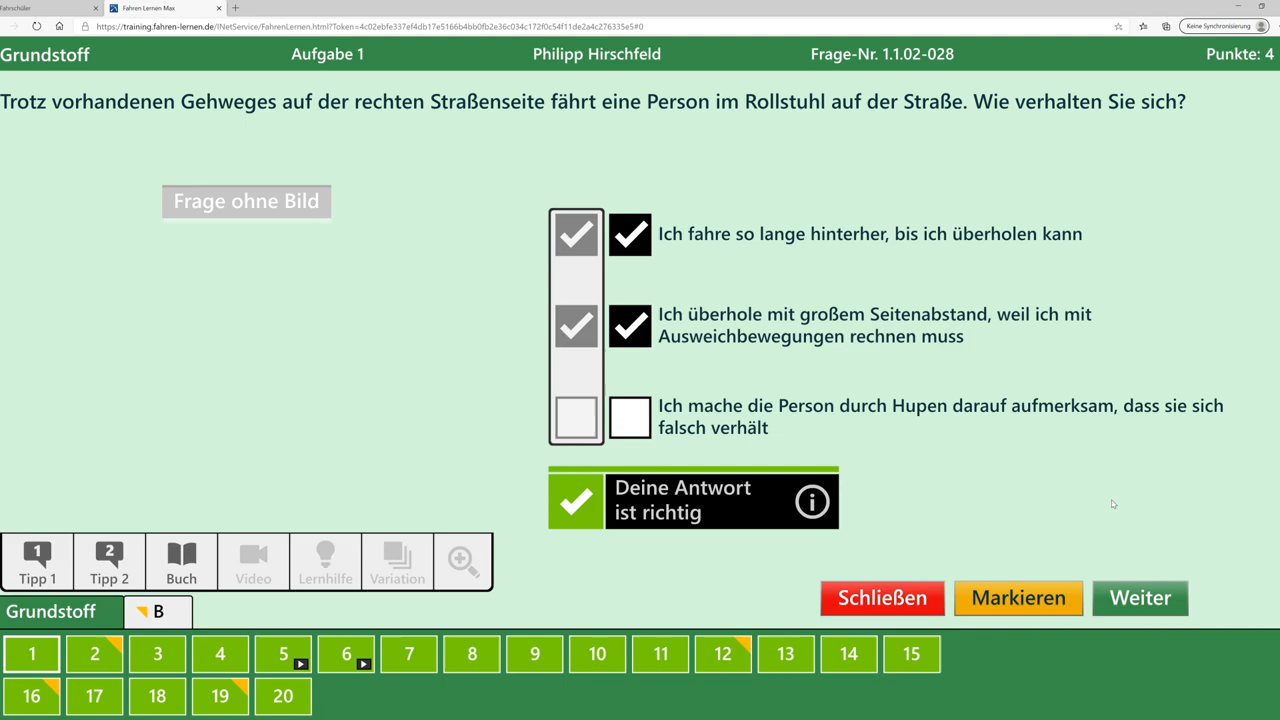 Fahrschüler
Fahren Lernen Max
https://training.fahren-lernen.de/INetService/FahrenLernen.html?Token=4c02ebfe337ef4db17e5166b4bb0fb2e36c034c172f0c54f11de2a4c276335e5#0
Keine Synchronisierung
Grundstoff
Aufgabe 1
Philipp Hirschfeld
Frage-Nr. 1.1.02-028
Punkte: 4
Trotz vorhandenen Gehweges auf der rechten Straßenseite fährt eine Person im Rollstuhl auf der Straße. Wie verhalten Sie sich?
Frage ohne Bild
Ich fahre so lange hinterher, bis ich überholen kann
Ich überhole mit großem Seitenabstand, weil ich mit
Ausweichbewegungen rechnen muss
Ich mache die Person durch Hupen darauf aufmerksam, dass sie sich
falsch verhält
Deine Antwort
ist richtig
1
Tipp 1
2
Tipp 2
Buch
Video
Lernhilfe
Variation
Schließen
Markieren
Weiter
Grundstoff
B
1 2 3 4 5 6 7 8 9 10 11 12 13 14 15
16 17 18 19 20